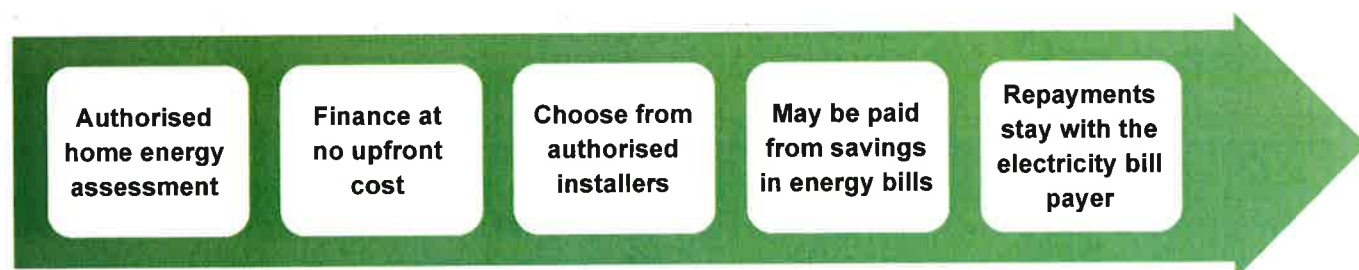 Authorised
home energy
assessment
Finance at
no upfront
cost
Choose from
authorised
installers
May be paid
from savings
in energy bills
Repayments
stay with the
electricity bill
payer